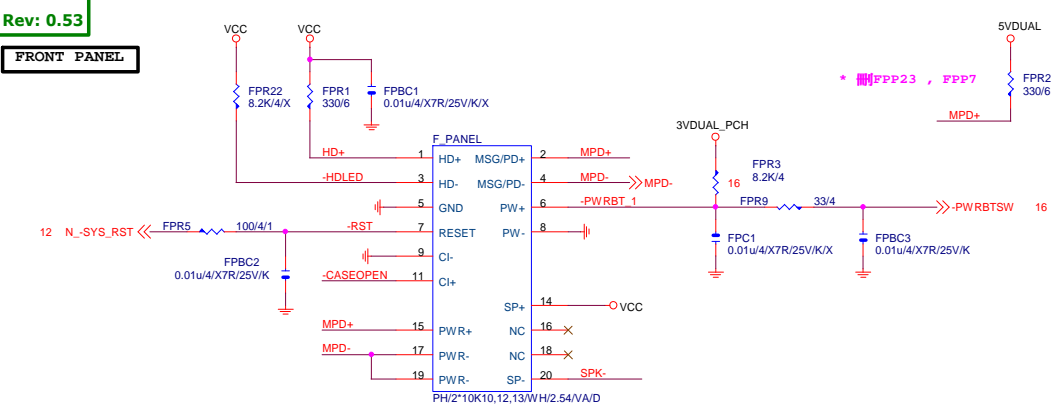 Rev: 0.53
FRONT PANEL
VCC
VCC
5VDUAL
FPR22
8.2K/4/X
FPR1
330/6
FPBC1
0.01u/4/X7R/25V/K/X
* 刪FPP23 , FPP7
FPR2
330/6
MPD+
3VDUAL_PCH
F_PANEL
HD+ 1 HD+ MSG/PD+ 2 MPD+
-HDLED 3 HD- MSG/PD- 4 MPD- MPD- 16
FPR3
8.2K/4
5 GND PW+ 6 -PWRBT_1 FPR9 33/4 -PWRBTSW 16
12 N_-SYS_RST FPR5 100/4/1 -RST 7 RESET PW- 8
FPC1
0.01u/4/X7R/25V/K/X
FPBC3
0.01u/4/X7R/25V/K
9 CI-
FPBC2
0.01u/4/X7R/25V/K
-CASEOPEN 11 CI+
SP+ 14 VCC
MPD+ 15 PWR+ NC 16
MPD- 17 PWR- NC 18
19 PWR- SP- 20 SPK-
PH/2*10K10,12,13/WH/2.54/VA/D